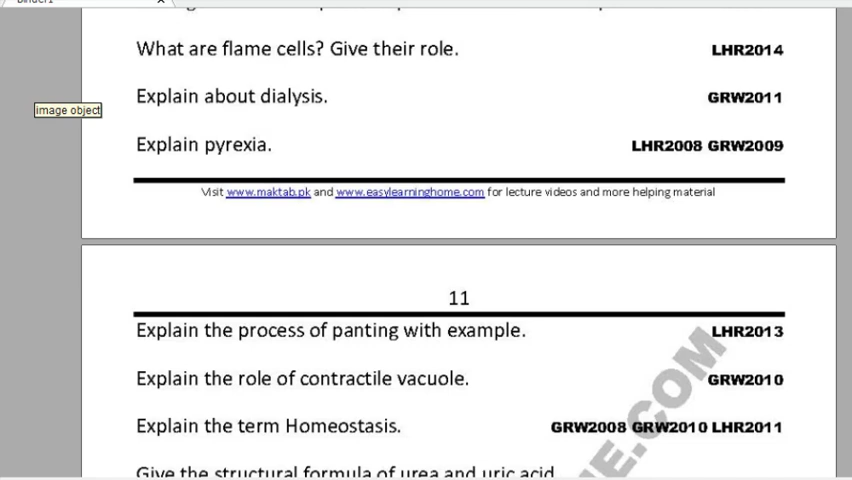 What are flame cells? Give their role. LHR2014
image object
Explain about dialysis. GRW2011
Explain pyrexia. LHR2008 GRW2009
Visit www.maktab.pk and www.easylearninghome.com for lecture videos and more helping material
11
Explain the process of panting with example. LHR2013
Explain the role of contractile vacuole. GRW2010
Explain the term Homeostasis. GRW2008 GRW2010 LHR2011
Give the structural formula of urea and uric acid